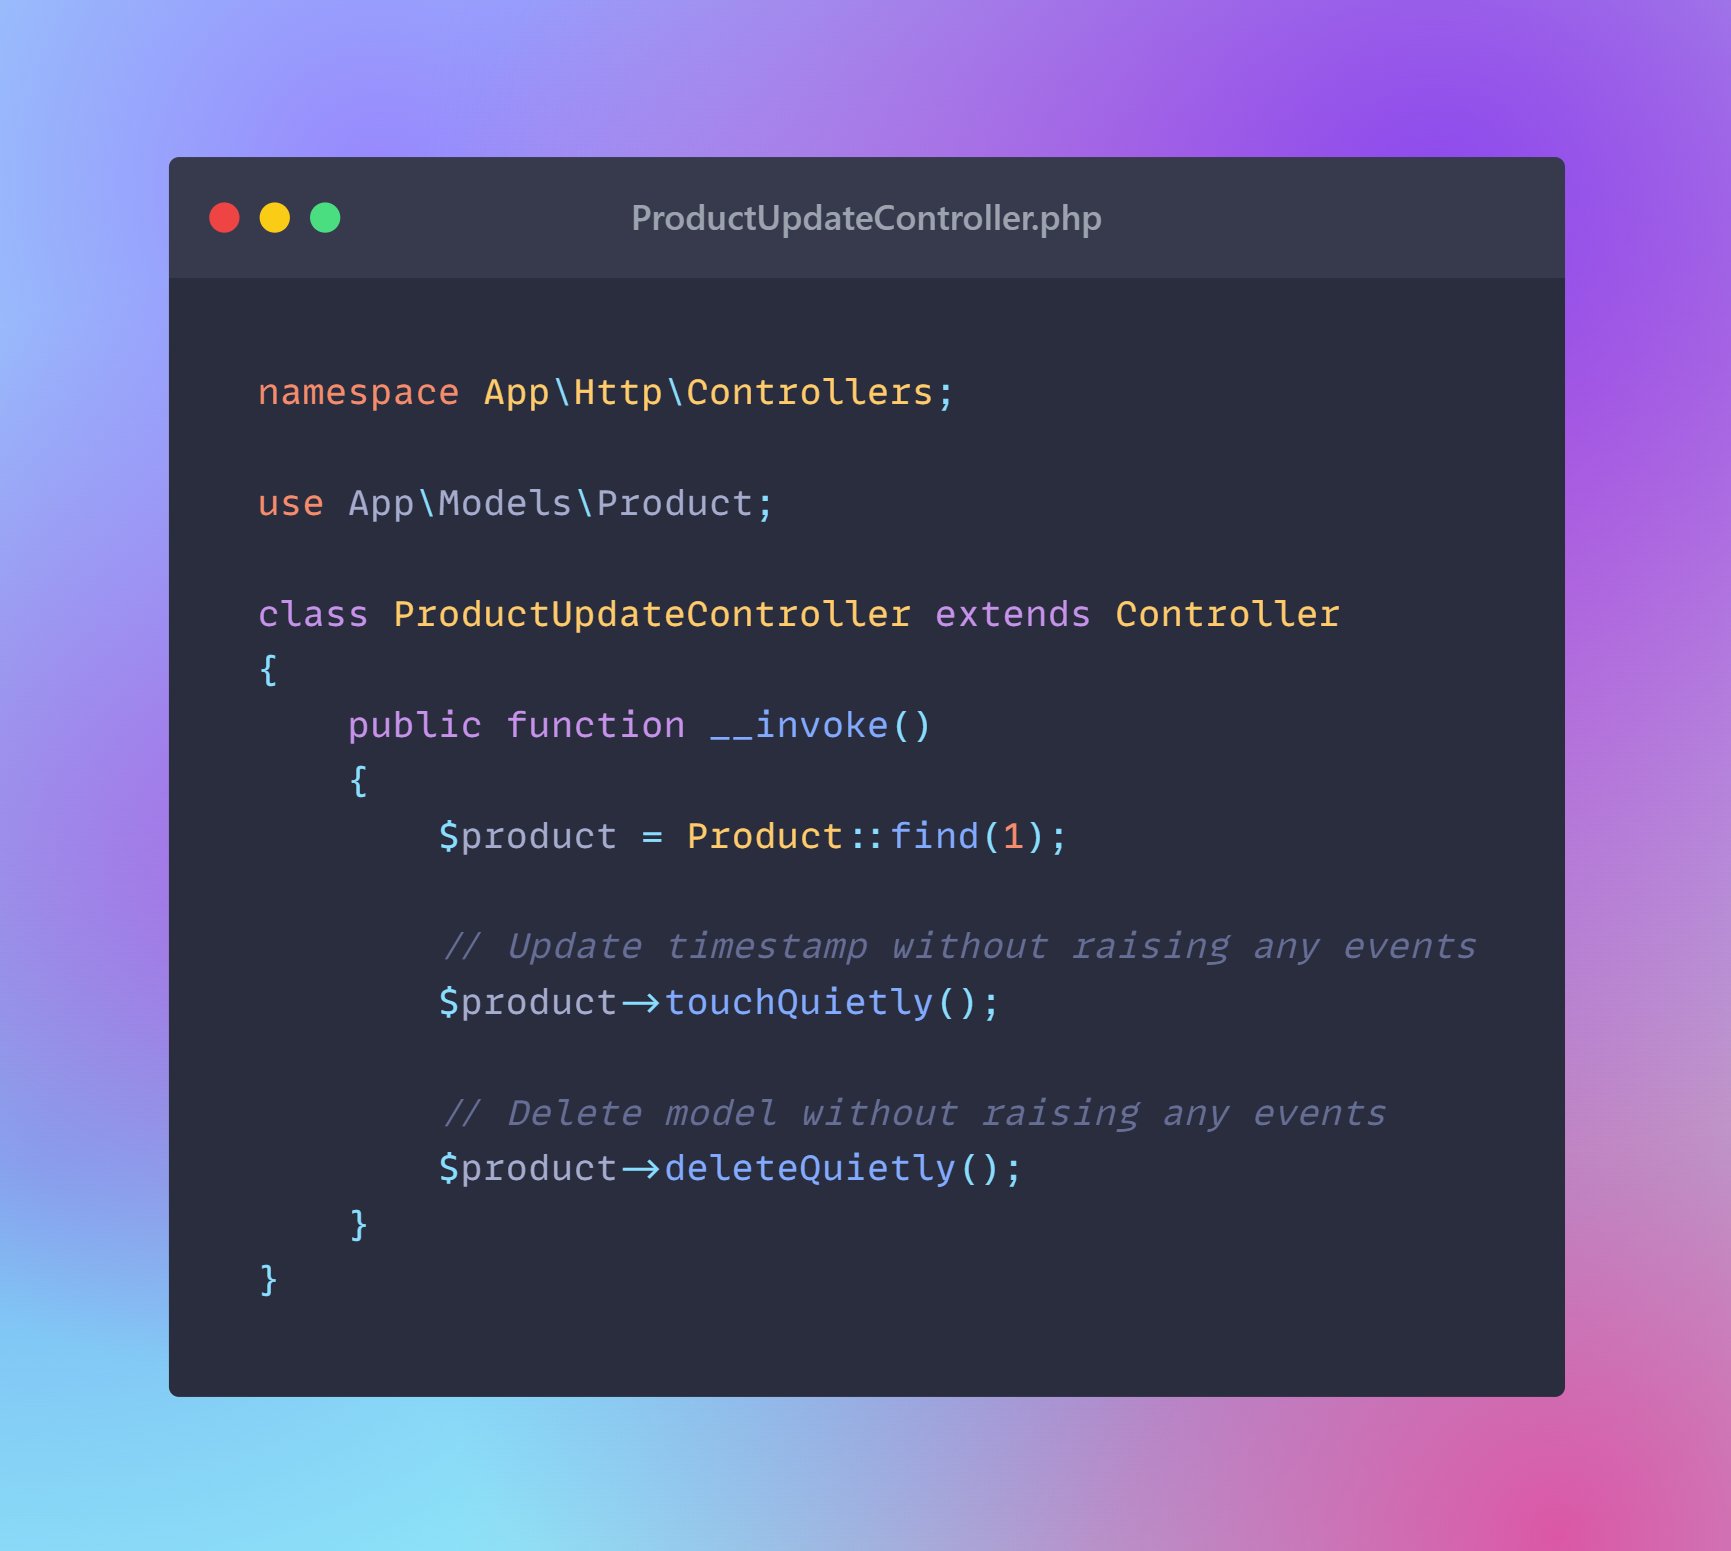 ProductUpdateController.php
namespace App\Http\Controllers;
use App\Models\Product;
class ProductUpdateController extends Controller
{
    public function __invoke()
    {
        $product = Product::find(1);
        // Update timestamp without raising any events
        $product->touchQuietly();
        // Delete model without raising any events
        $product->deleteQuietly();
    }
}